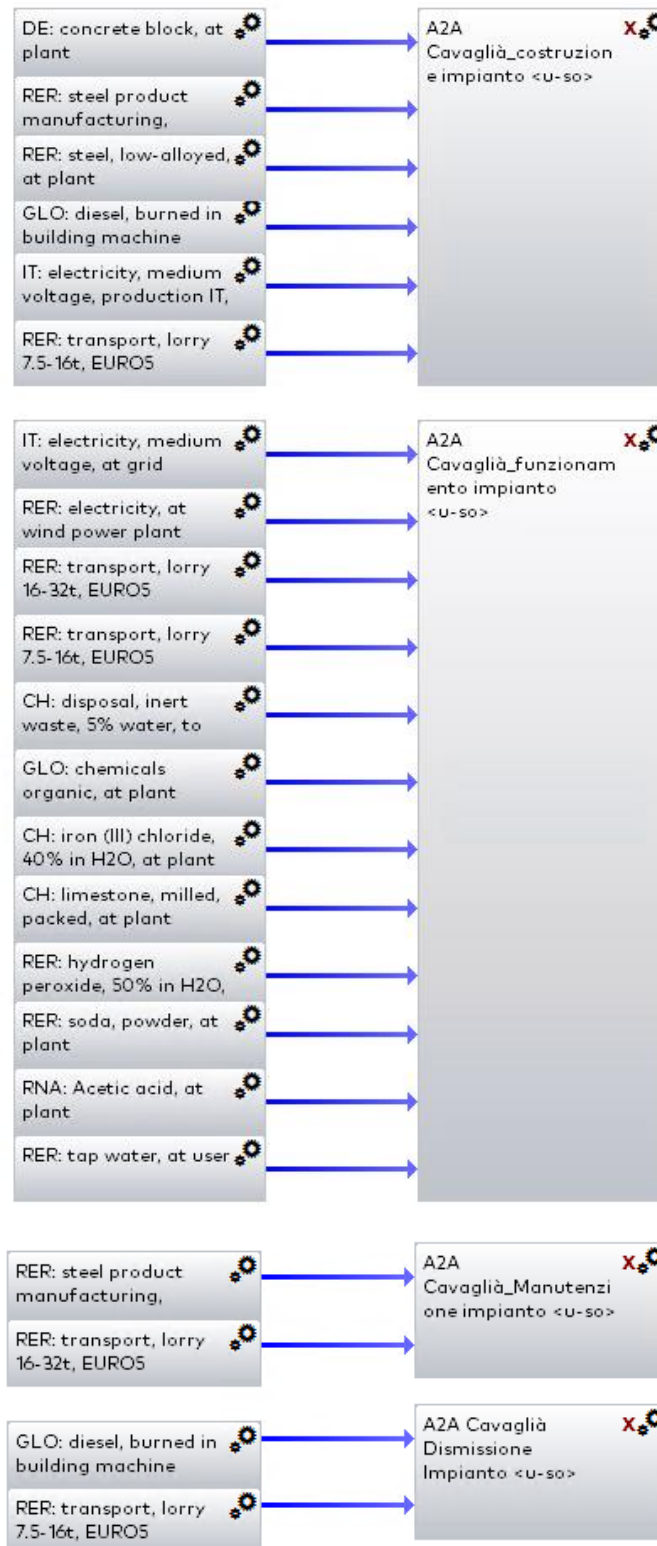 DE: concrete block, at
plant
RER: steel product
manufacturing,
RER: steel, low-alloyed,
at plant
GLO: diesel, burned in
building machine
IT: electricity, medium
voltage, production IT,
RER: transport, lorry
7.5-16t, EURO5
A2A
Cavaglià_costruzion
e impianto <u-so>
X
IT: electricity, medium
voltage, at grid
RER: electricity, at
wind power plant
RER: transport, lorry
16-32t, EURO5
RER: transport, lorry
7.5-16t, EURO5
CH: disposal, inert
waste, 5% water, to
GLO: chemicals
organic, at plant
CH: iron (III) chloride,
40% in H2O, at plant
CH: limestone, milled,
packed, at plant
RER: hydrogen
peroxide, 50% in H2O,
RER: soda, powder, at
plant
RNA: Acetic acid, at
plant
RER: tap water, at user
A2A
Cavaglià_funzionam
ento impianto
<u-so>
X
RER: steel product
manufacturing,
RER: transport, lorry
16-32t, EURO5
A2A
Cavaglià_Manutenzi
one impianto <u-so>
X
GLO: diesel, burned in
building machine
RER: transport, lorry
7.5-16t, EURO5
A2A Cavaglià
Dismissione
Impianto <u-so>
X